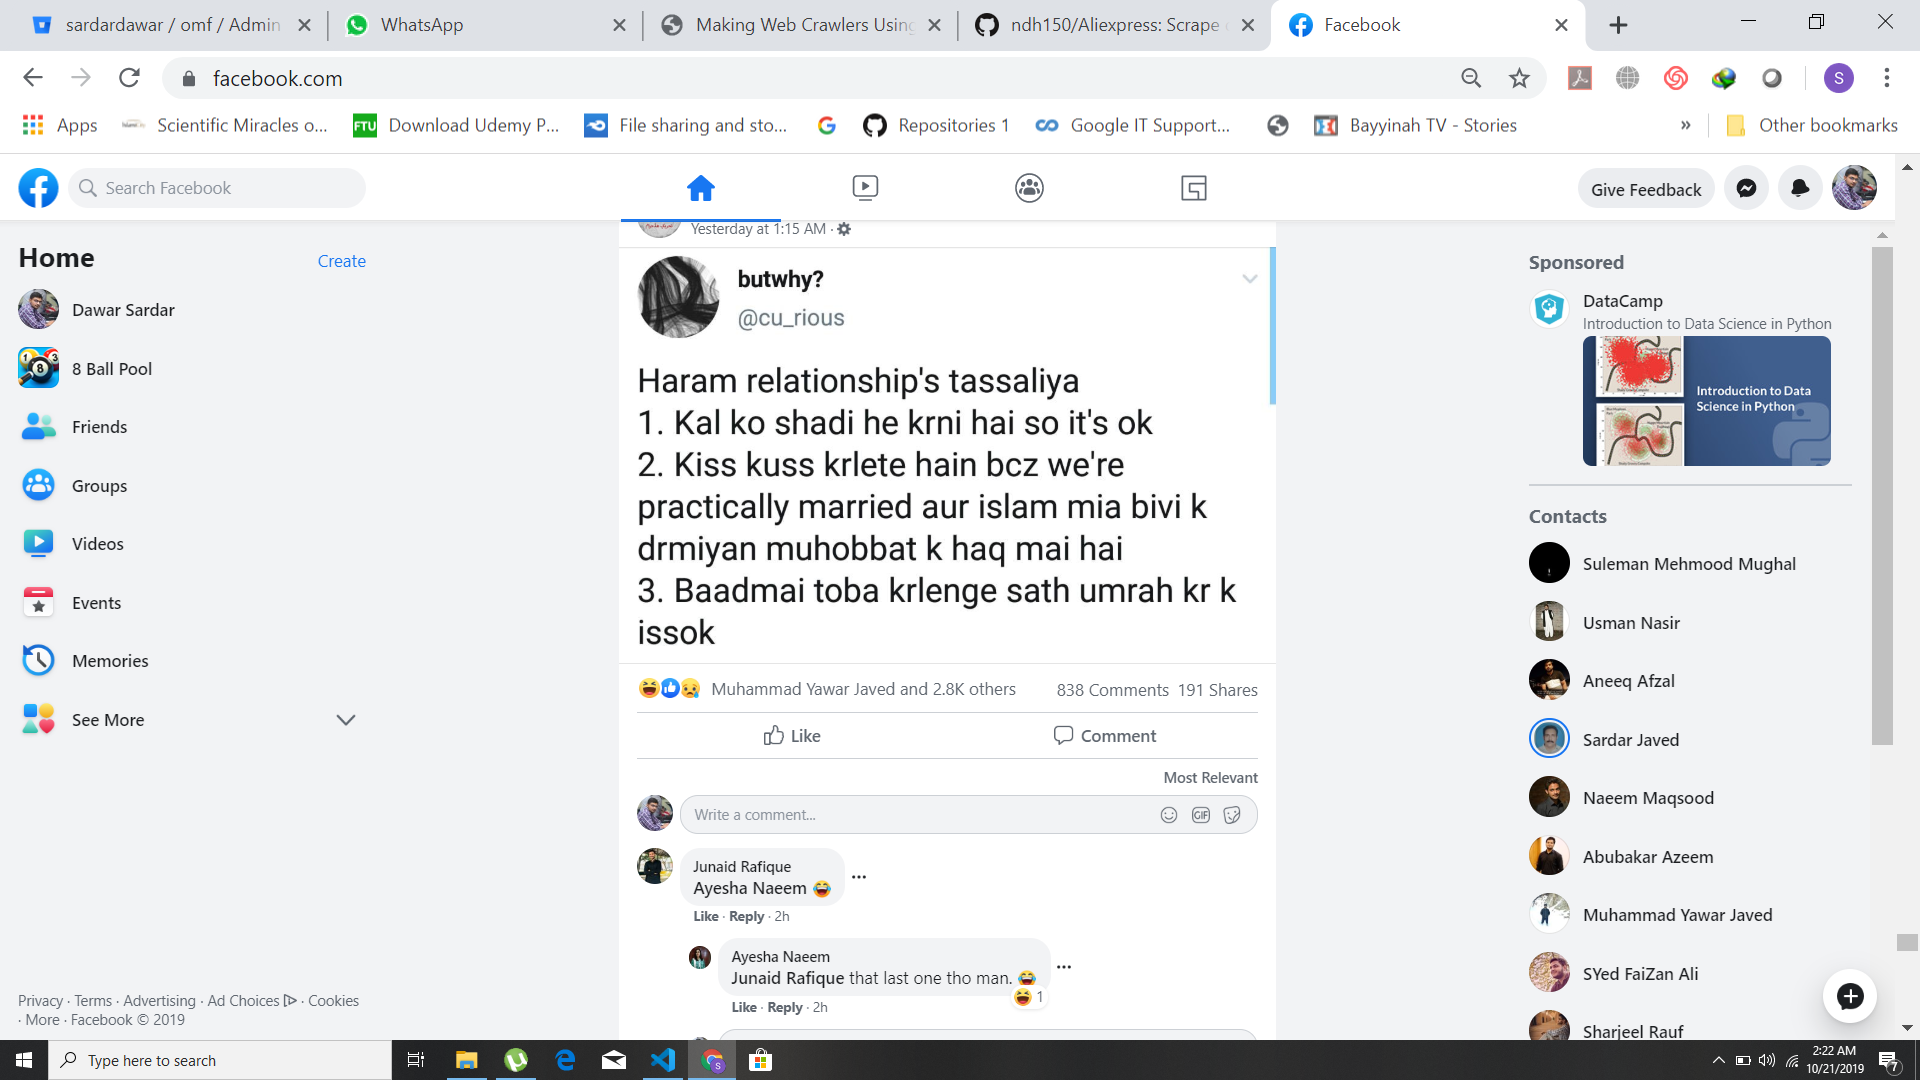 sardardawar / omf / Admin
WhatsApp
Making Web Crawlers Using
ndh150/Aliexpress: Scrape
Facebook
facebook.com
S
Apps
Scientific Miracles o...
FTU
Download Udemy P...
File sharing and sto...
Repositories 1
Google IT Support...
Bayyinah TV - Stories
»
Other bookmarks
Search Facebook
Give Feedback
Home
Create
Dawar Sardar
8 Ball Pool
Friends
Groups
Videos
Events
Memories
See More
Privacy · Terms · Advertising · Ad Choices · Cookies
· More · Facebook © 2019
Yesterday at 1:15 AM ·
butwhy?
@cu_rious
Haram relationship's tassaliya
1. Kal ko shadi he krni hai so it's ok
2. Kiss kuss krlete hain bcz we're
practically married aur islam mia bivi k
drmiyan muhobbat k haq mai hai
3. Baadmai toba krlenge sath umrah kr k
issok
Muhammad Yawar Javed and 2.8K others
838 Comments 191 Shares
Like
Comment
Most Relevant
Write a comment...
GIF
Junaid Rafique
Ayesha Naeem 😂
Like · Reply · 2h
Ayesha Naeem
Junaid Rafique that last one tho man. 😂
1
Like · Reply · 2h
Sponsored
DataCamp
Introduction to Data Science in Python
Introduction to Data
Science in Python
Contacts
Suleman Mehmood Mughal
Usman Nasir
Aneeq Afzal
Sardar Javed
Naeem Maqsood
Abubakar Azeem
Muhammad Yawar Javed
SYed FaiZan Ali
Sharjeel Rauf
Type here to search
2:22 AM
10/21/2019
7